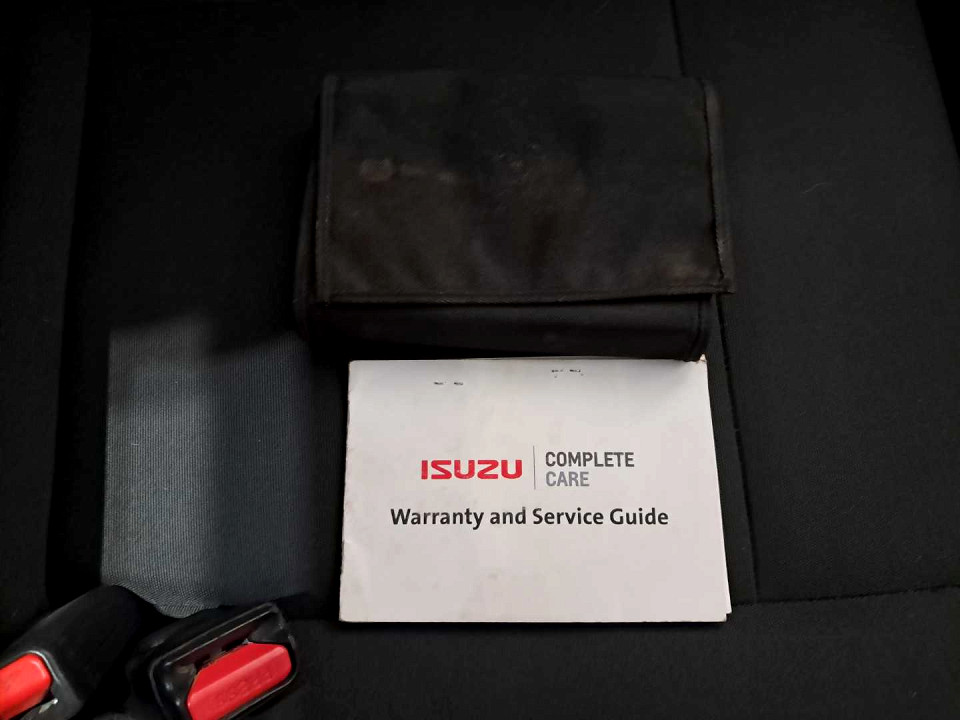 ISUZU
COMPLETE
CARE
Warranty and Service Guide